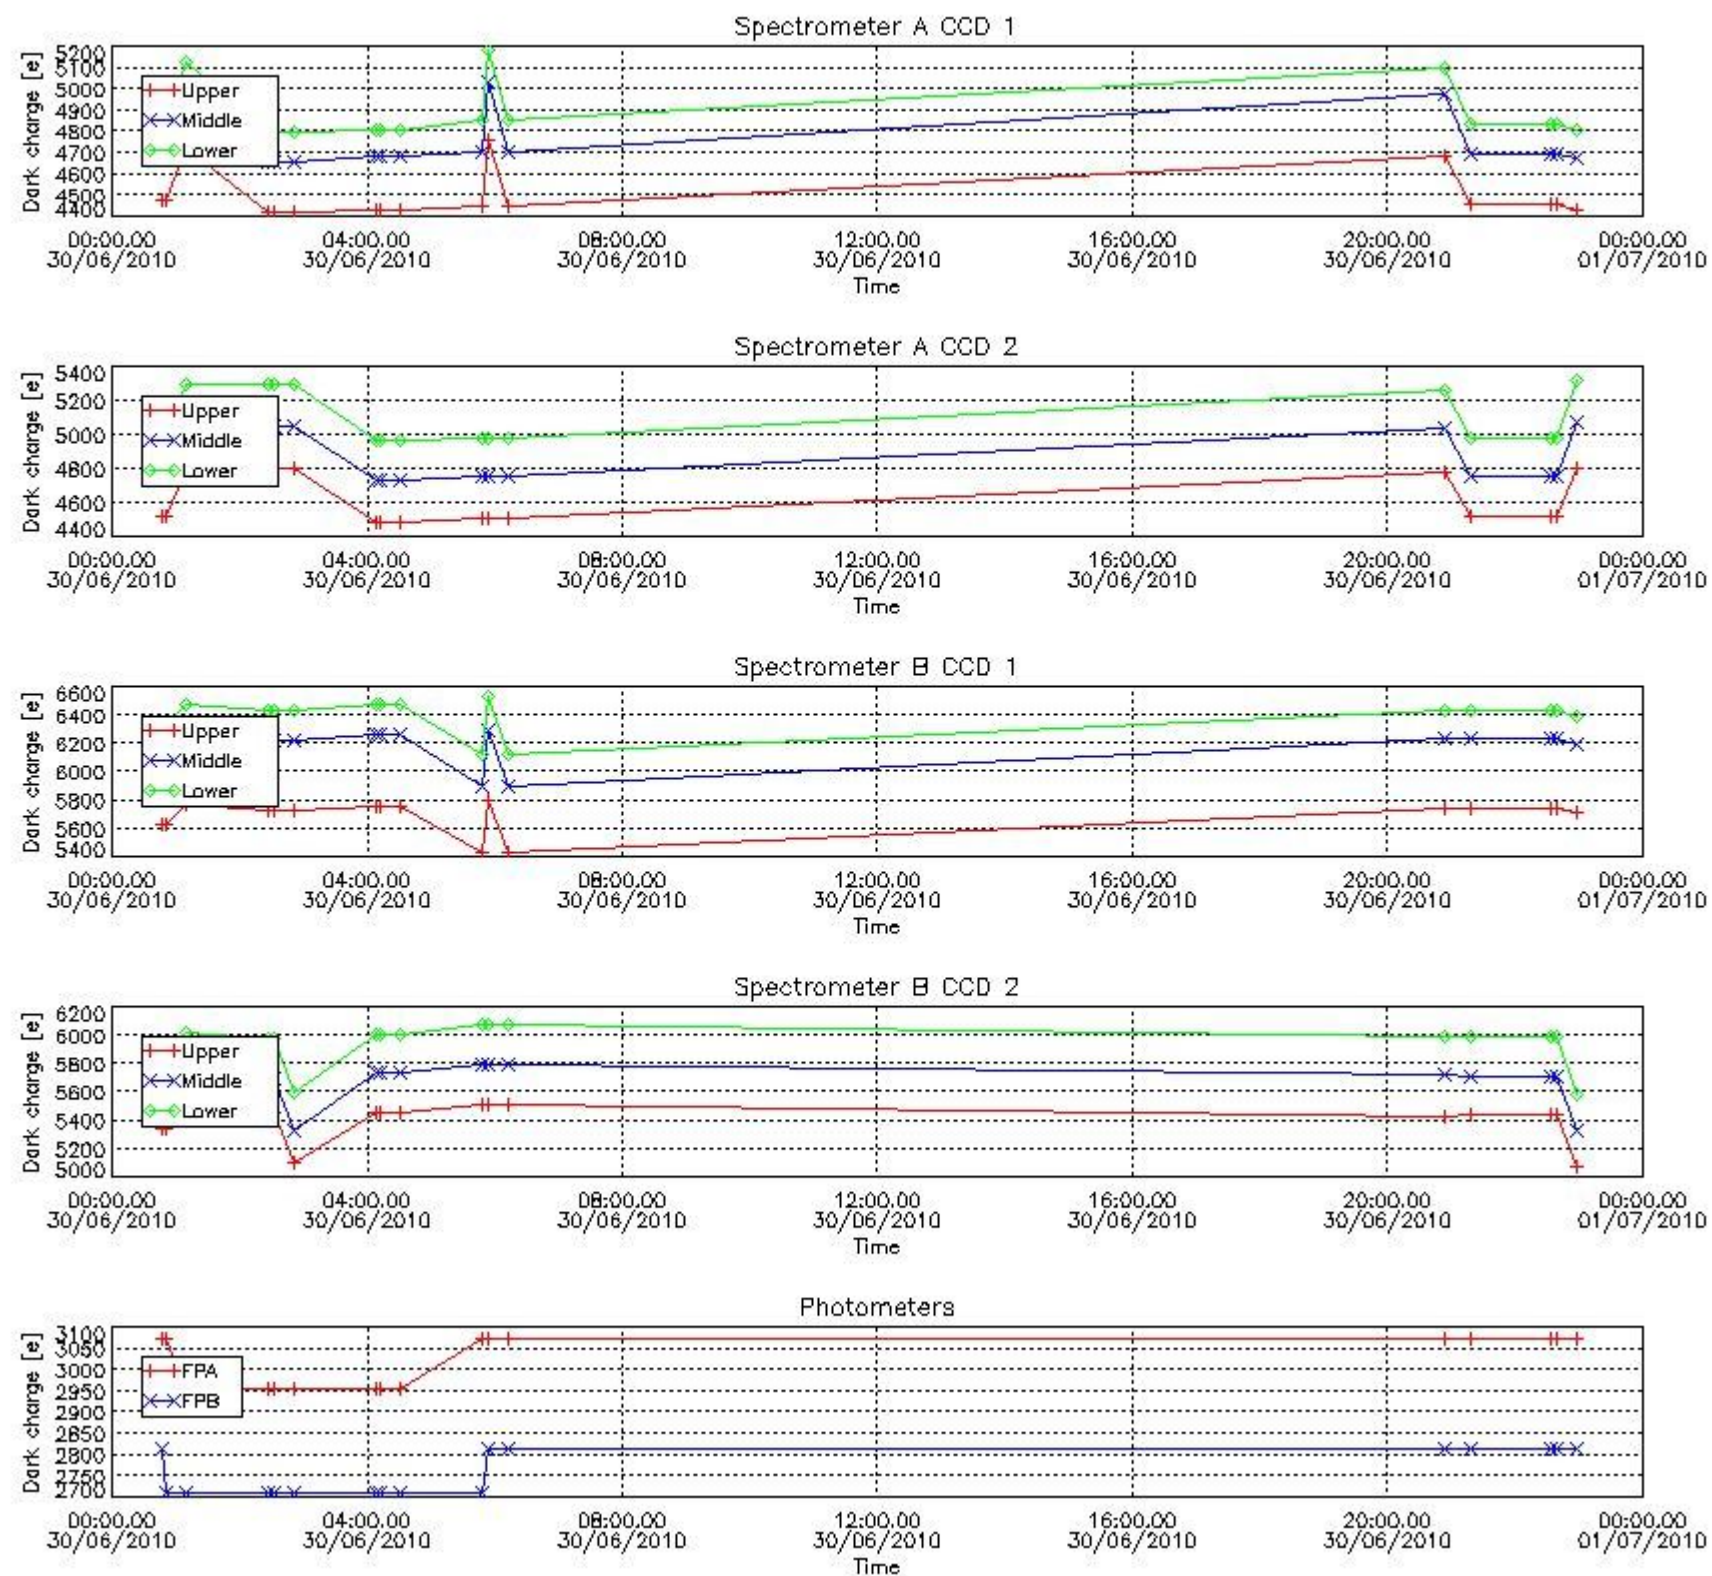 Spectrometer A CCD 1
Dark charge [e]
5200
5100
5000
4900
4800
4700
4600
4500
4400
Upper
Middle
Lower
00:00.00 04:00.00 08:00.00 12:00.00 16:00.00 20:00.00 00:00.00
30/06/2010 30/06/2010 30/06/2010 30/06/2010 30/06/2010 30/06/2010 01/07/2010
Time
Spectrometer A CCD 2
Dark charge [e]
5400
5200
5000
4800
4600
4400
Upper
Middle
Lower
00:00.00 04:00.00 08:00.00 12:00.00 16:00.00 20:00.00 00:00.00
30/06/2010 30/06/2010 30/06/2010 30/06/2010 30/06/2010 30/06/2010 01/07/2010
Time
Spectrometer B CCD 1
Dark charge [e]
6600
6400
6200
6000
5800
5600
5400
Upper
Middle
Lower
00:00.00 04:00.00 08:00.00 12:00.00 16:00.00 20:00.00 00:00.00
30/06/2010 30/06/2010 30/06/2010 30/06/2010 30/06/2010 30/06/2010 01/07/2010
Time
Spectrometer B CCD 2
Dark charge [e]
6200
6000
5800
5600
5400
5200
5000
Upper
Middle
Lower
00:00.00 04:00.00 08:00.00 12:00.00 16:00.00 20:00.00 00:00.00
30/06/2010 30/06/2010 30/06/2010 30/06/2010 30/06/2010 30/06/2010 01/07/2010
Time
Photometers
Dark charge [e]
3100
3050
3000
2950
2900
2850
2800
2750
2700
FPA
FPB
00:00.00 04:00.00 08:00.00 12:00.00 16:00.00 20:00.00 00:00.00
30/06/2010 30/06/2010 30/06/2010 30/06/2010 30/06/2010 30/06/2010 01/07/2010
Time